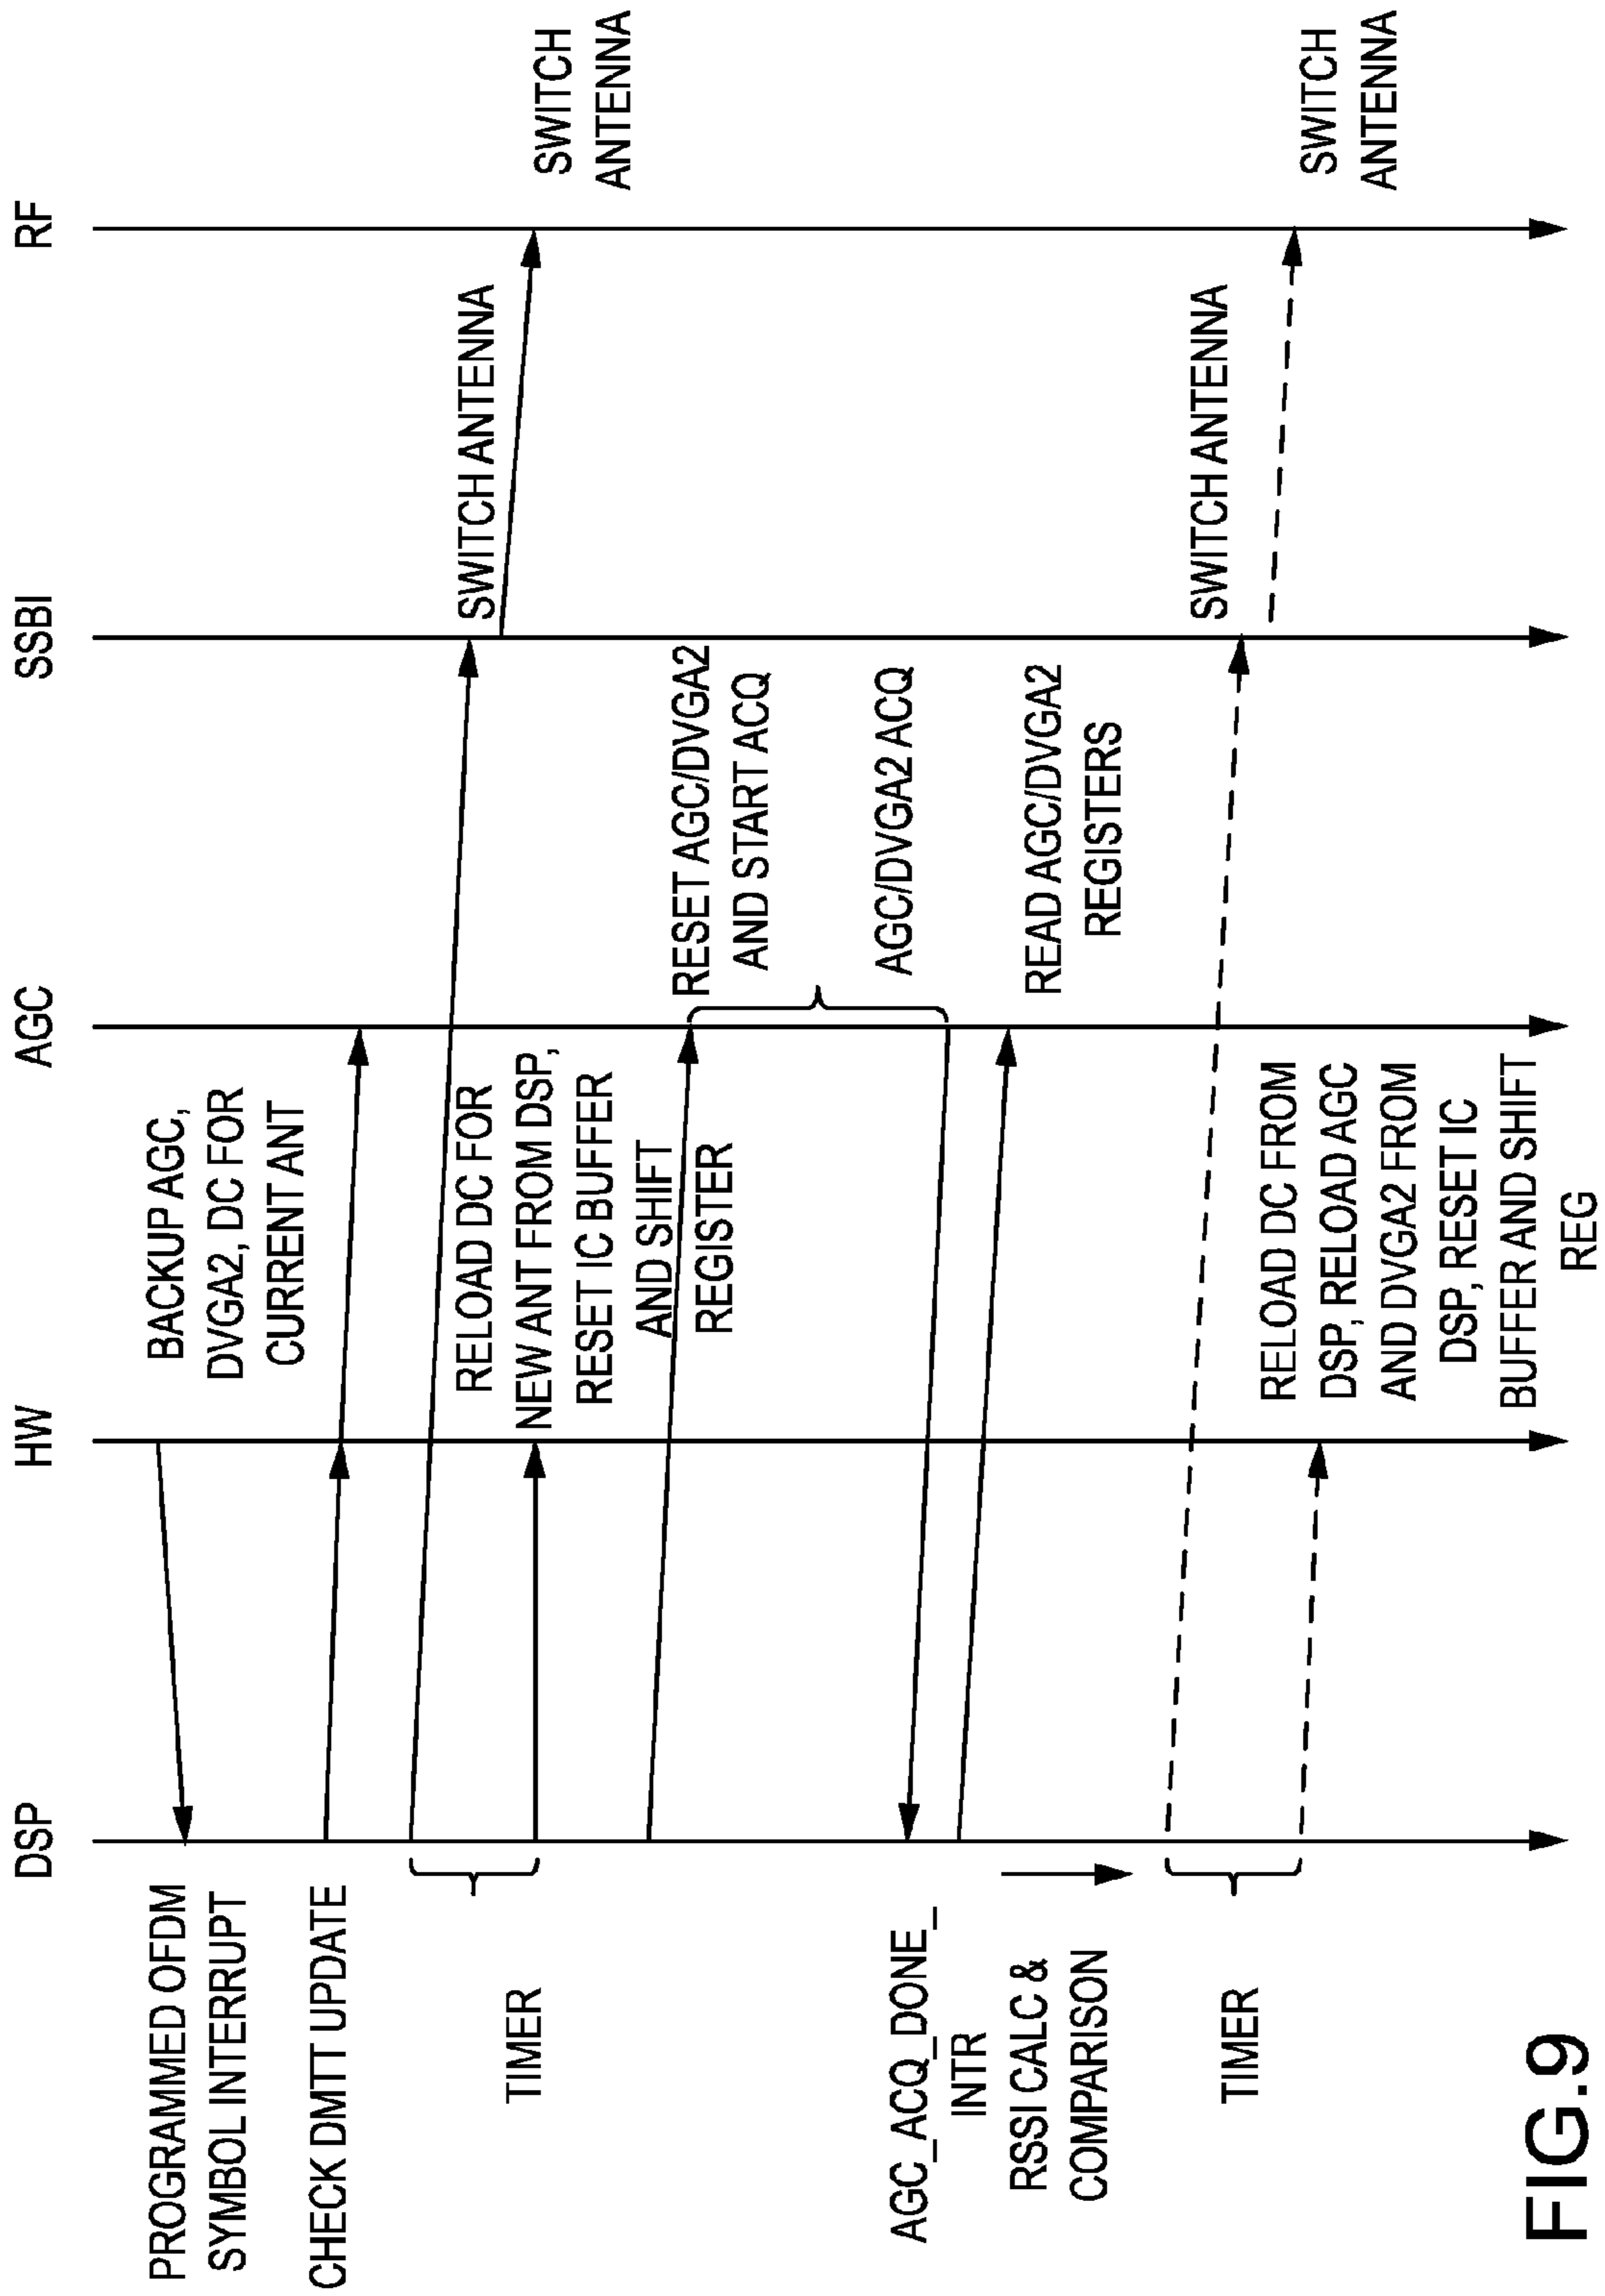 DSP
HW
AGC
SSBI
RF
PROGRAMMED OFDM
SYMBOL INTERRUPT
BACKUP AGC,
DVGA2, DC FOR
CURRENT ANT
CHECK DMTT UPDATE
SWITCH ANTENNA
SWITCH
ANTENNA
TIMER
RELOAD DC FOR
NEW ANT FROM DSP,
RESET IC BUFFER
AND SHIFT
REGISTER
RESET AGC/DVGA2
AND START ACQ
AGC/DVGA2 ACQ
AGC_ACQ_DONE_
INTR
READ AGC/DVGA2
REGISTERS
RSSI CALC &
COMPARISON
SWITCH ANTENNA
SWITCH
ANTENNA
TIMER
RELOAD DC FROM
DSP, RELOAD AGC
AND DVGA2 FROM
DSP, RESET IC
BUFFER AND SHIFT
REG
FIG.9